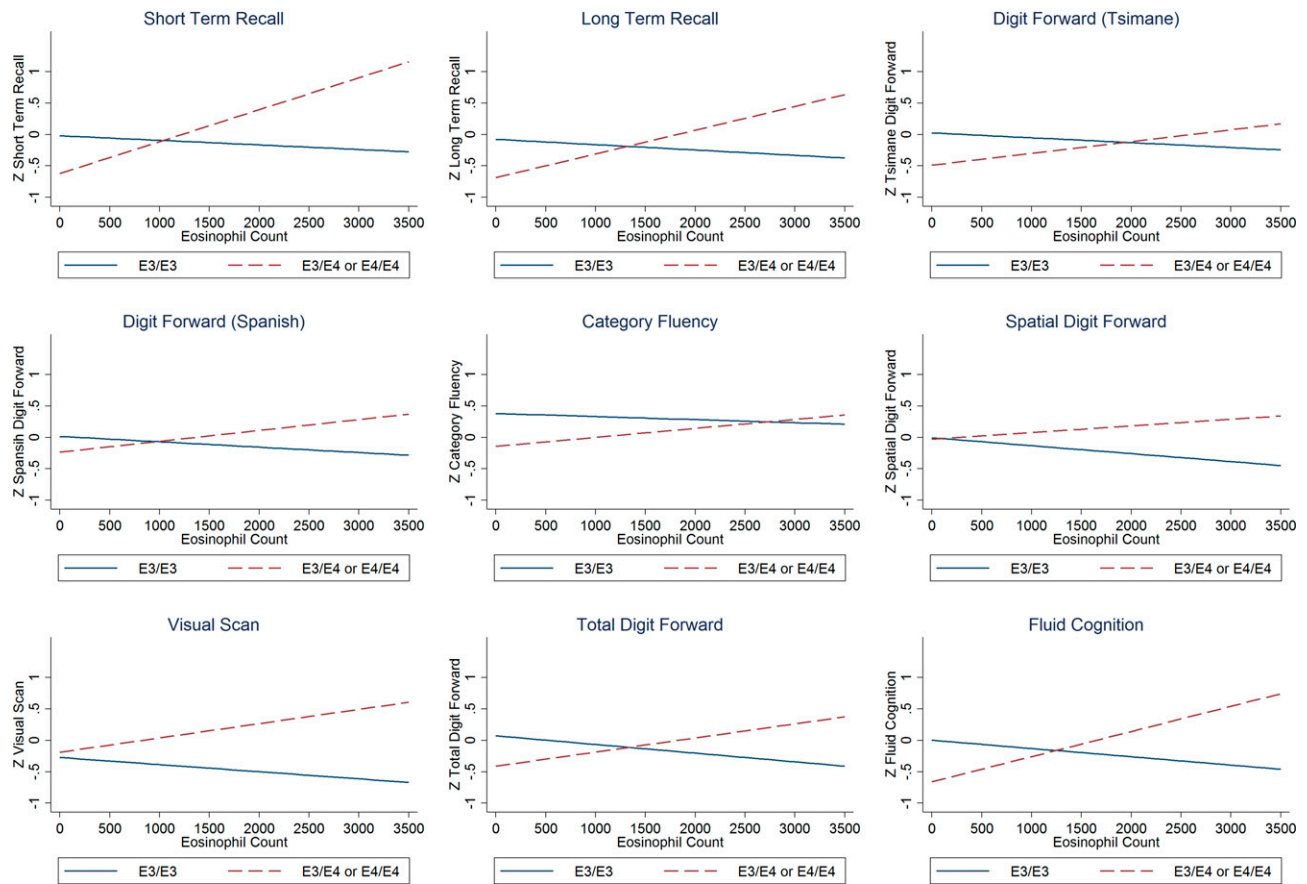 Short Term Recall
Z Short Term Recall
-1 -.5 0 .5 1
0 500 1000 1500 2000 2500 3000 3500
Eosinophil Count
E3/E3 E3/E4 or E4/E4
Long Term Recall
Z Long Term Recall
-1 -.5 0 .5 1
0 500 1000 1500 2000 2500 3000 3500
Eosinophil Count
E3/E3 E3/E4 or E4/E4
Digit Forward (Tsimane)
Z Tsimane Digit Forward
-1 -.5 0 .5 1
0 500 1000 1500 2000 2500 3000 3500
Eosinophil Count
E3/E3 E3/E4 or E4/E4
Digit Forward (Spanish)
Z Spansih Digit Forward
-1 -.5 0 .5 1
0 500 1000 1500 2000 2500 3000 3500
Eosinophil Count
E3/E3 E3/E4 or E4/E4
Category Fluency
Z Category Fluency
-1 -.5 0 .5 1
0 500 1000 1500 2000 2500 3000 3500
Eosinophil Count
E3/E3 E3/E4 or E4/E4
Spatial Digit Forward
Z Spatial Digit Forward
-1 -.5 0 .5 1
0 500 1000 1500 2000 2500 3000 3500
Eosinophil Count
E3/E3 E3/E4 or E4/E4
Visual Scan
Z Visual Scan
-1 -.5 0 .5 1
0 500 1000 1500 2000 2500 3000 3500
Eosinophil Count
E3/E3 E3/E4 or E4/E4
Total Digit Forward
Z Total Digit Forward
-1 -.5 0 .5 1
0 500 1000 1500 2000 2500 3000 3500
Eosinophil Count
E3/E3 E3/E4 or E4/E4
Fluid Cognition
Z Fluid Cognition
-1 -.5 0 .5 1
0 500 1000 1500 2000 2500 3000 3500
Eosinophil Count
E3/E3 E3/E4 or E4/E4